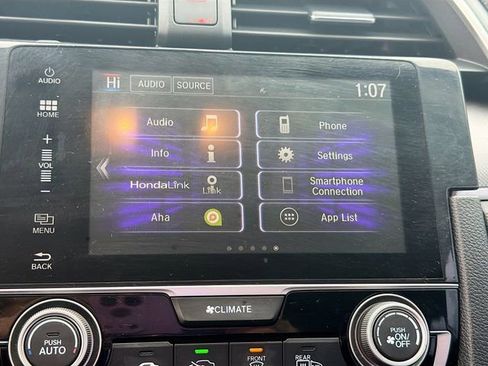 Hi AUDIO SOURCE 1:07
AUDIO
HOME
+
VOL
−
MENU
BACK
Audio
Phone
Info
Settings
HondaLink
Link
Smartphone
Connection
Aha
App List
CLIMATE
PUSH
AUTO
PUSH
ON/
OFF
FRONT
REAR